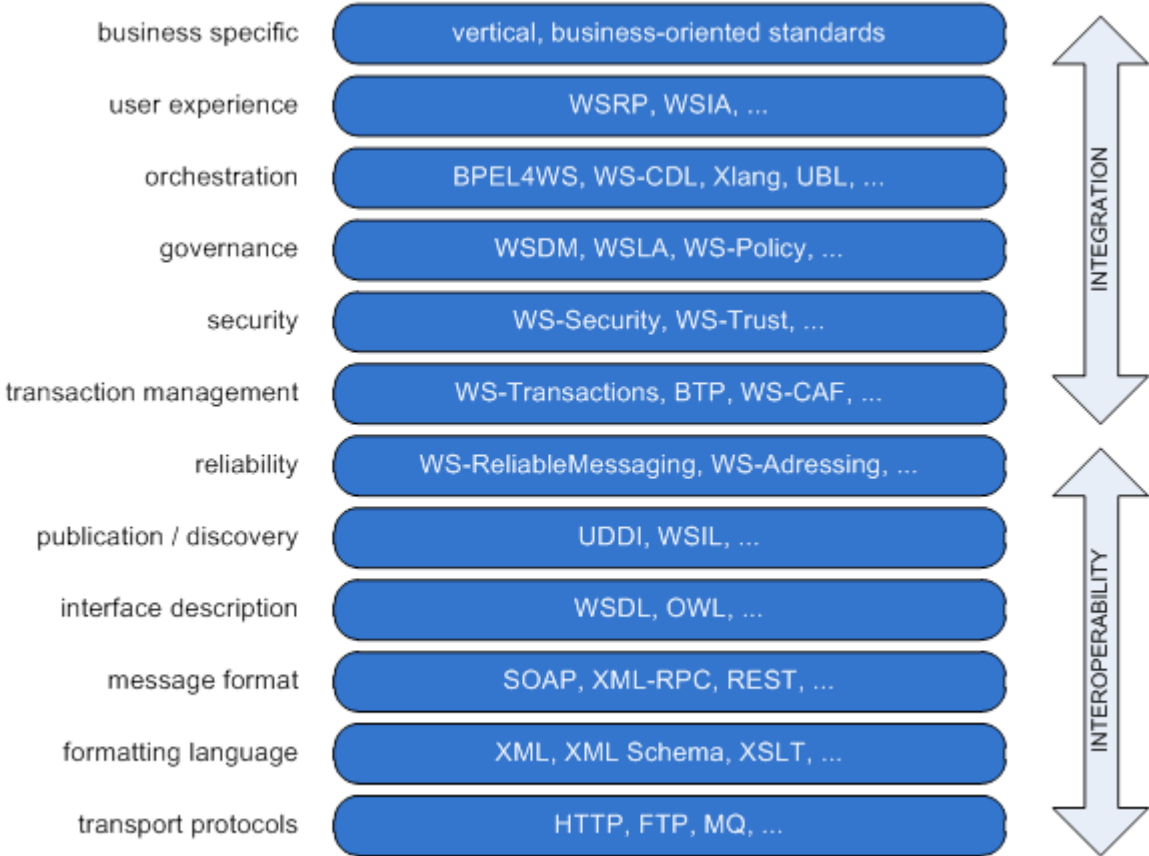 business specific vertical, business-oriented standards
user experience WSRP, WSIA, ...
orchestration BPEL4WS, WS-CDL, Xlang, UBL, ...
governance WSDM, WSLA, WS-Policy, ...
security WS-Security, WS-Trust, ...
transaction management WS-Transactions, BTP, WS-CAF, ...
INTEGRATION
reliability WS-ReliableMessaging, WS-Adressing, ...
publication / discovery UDDI, WSIL, ...
interface description WSDL, OWL, ...
message format SOAP, XML-RPC, REST, ...
formatting language XML, XML Schema, XSLT, ...
transport protocols HTTP, FTP, MQ, ...
INTEROPERABILITY